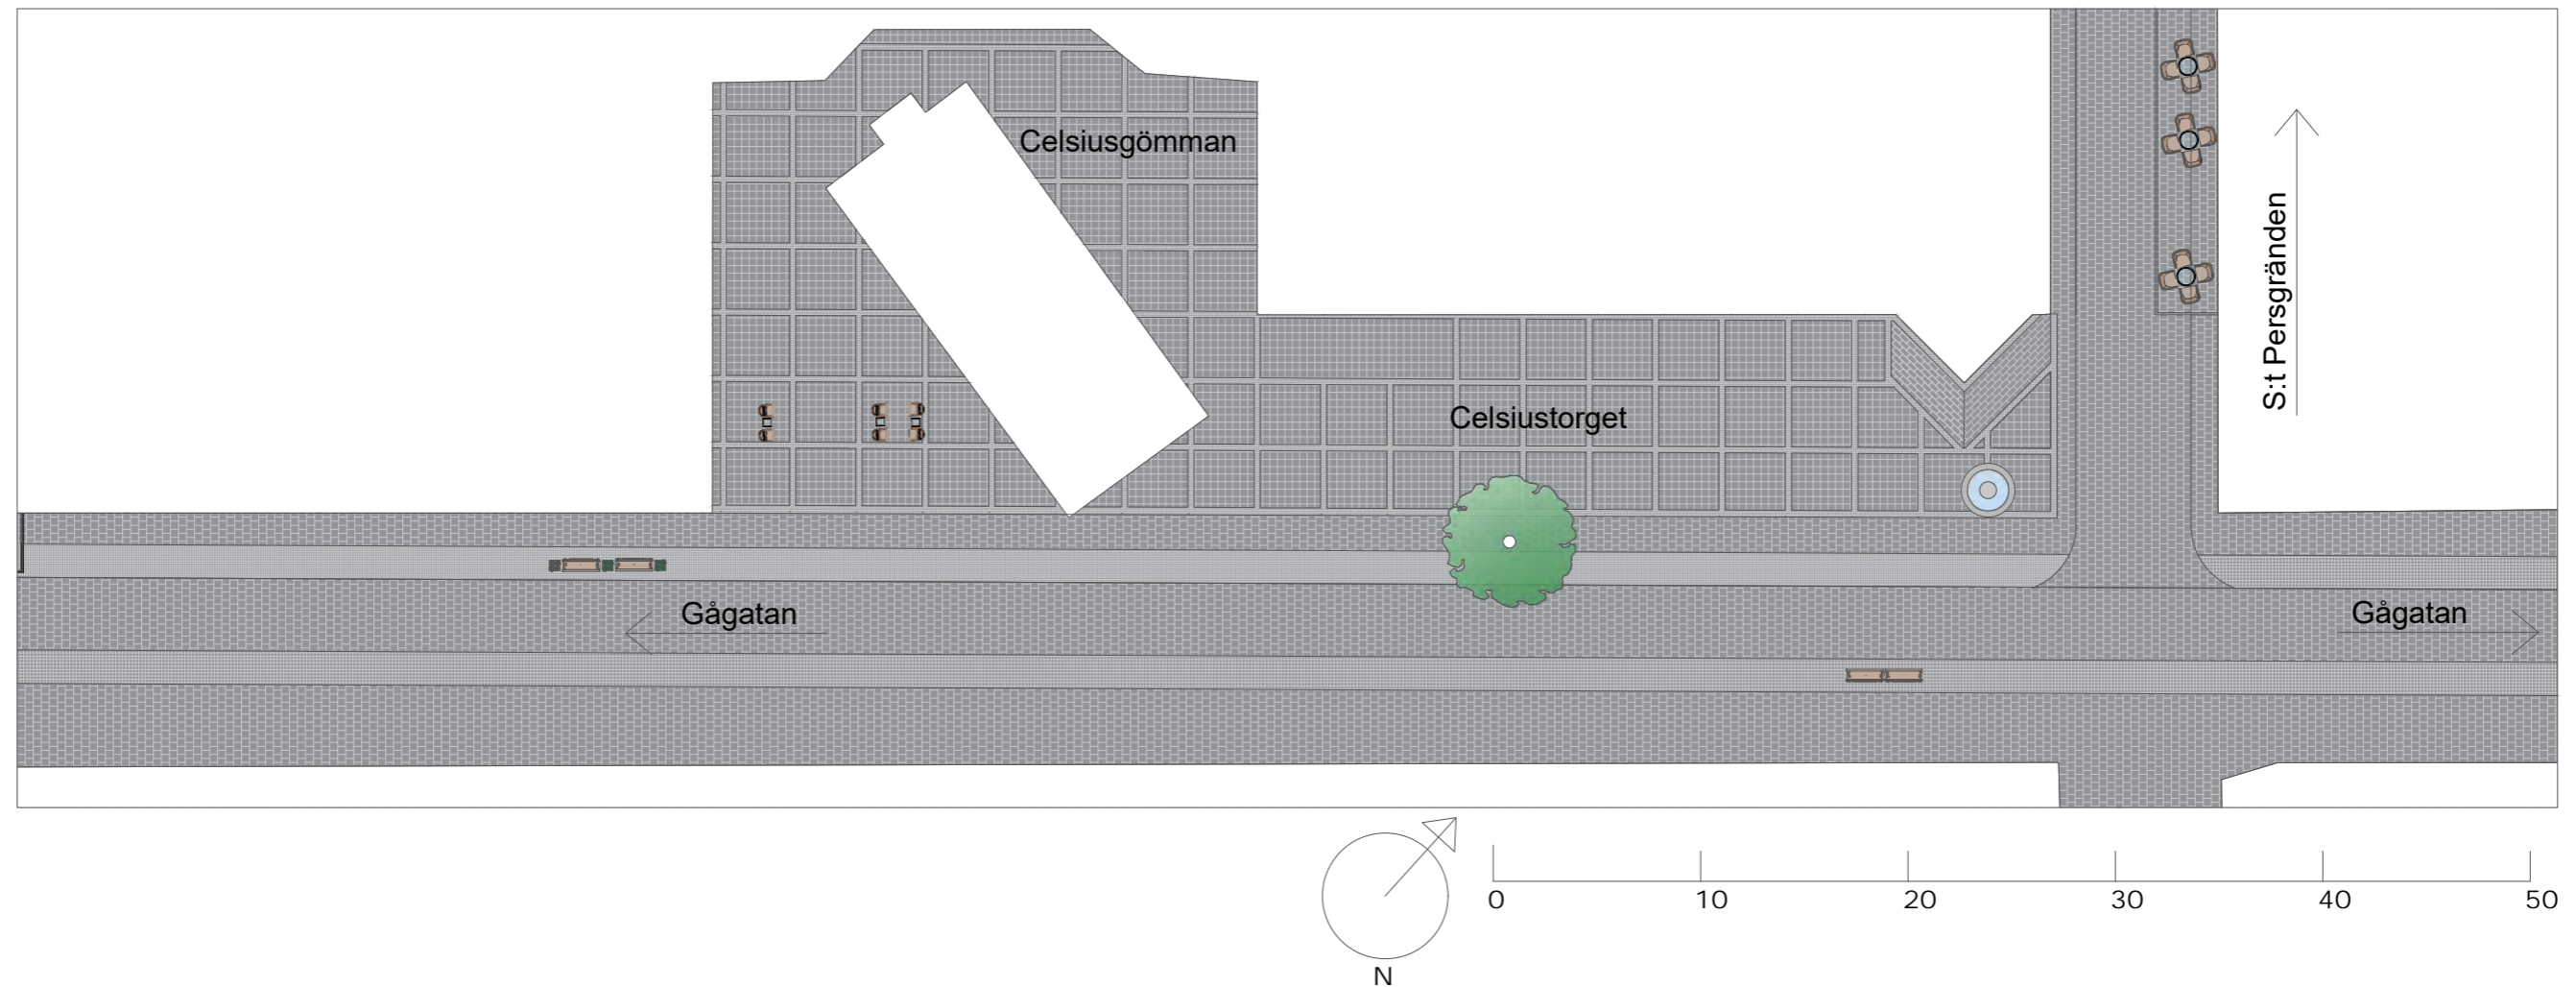 Celsiusgömman
S:t Persgränden
Celsiustorget
Gågatan
Gågatan
0 10 20 30 40 50
N